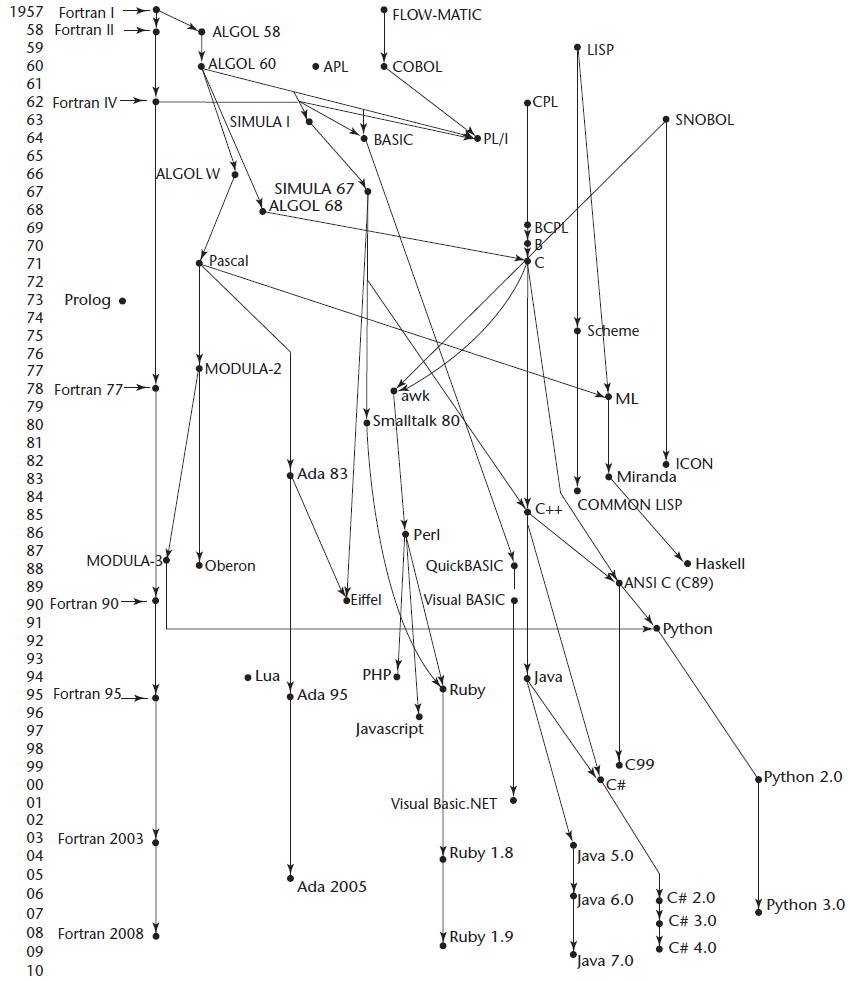 1957 Fortran I FLOW-MATIC
58 Fortran II ALGOL 58
59 LISP
60 ALGOL 60 APL COBOL
61
62 Fortran IV CPL
63 SIMULA I SNOBOL
64 BASIC PL/I
65
66 ALGOL W
67 SIMULA 67
68 ALGOL 68
69 BCPL
70 B
71 Pascal C
72
73 Prolog
74
75 Scheme
76
77 MODULA-2
78 Fortran 77 awk ML
79
80 Smalltalk 80
81
82 ICON
83 Ada 83 Miranda
84 COMMON LISP
85 C++
86 Perl
87 MODULA-3
88 Oberon QuickBASIC Haskell
89 ANSI C (C89)
90 Fortran 90 Eiffel Visual BASIC
91 Python
92
93
94 Lua PHP Java
95 Fortran 95 Ada 95 Ruby
96
97 Javascript
98
99 C99
00 C# Python 2.0
01 Visual Basic.NET
02
03 Fortran 2003
04 Ruby 1.8 Java 5.0
05 Ada 2005
06 Java 6.0 C# 2.0
07 C# 3.0 Python 3.0
08 Fortran 2008 Ruby 1.9
09 Java 7.0 C# 4.0
10